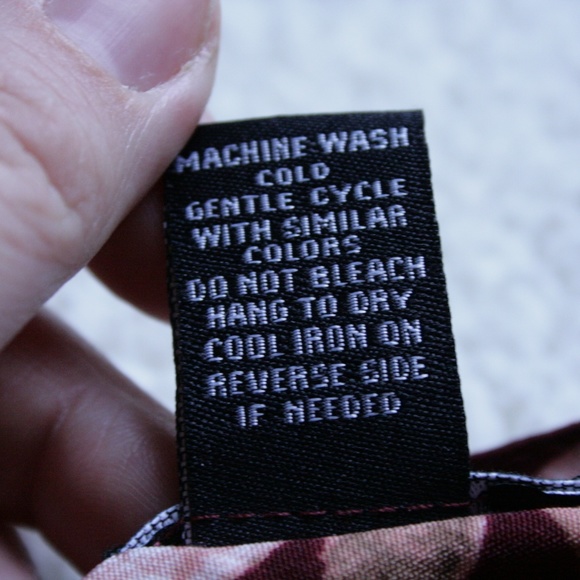 MACHINE WASH
COLD
GENTLE CYCLE
WITH SIMILAR
COLORS
DO NOT BLEACH
HANG TO DRY
COOL IRON ON
REVERSE SIDE
IF NEEDED